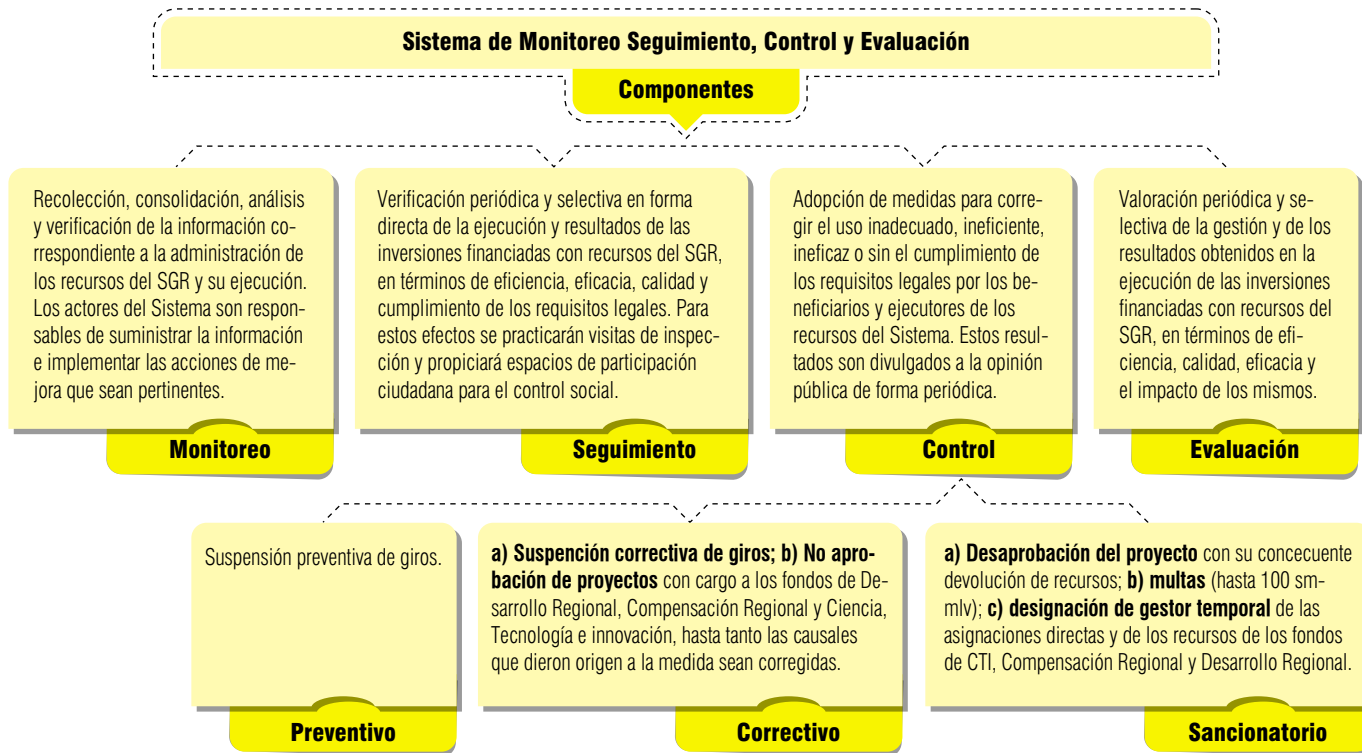 Sistema de Monitoreo Seguimiento, Control y Evaluación
Componentes
Recolección, consolidación, análisis
y verificación de la información co-
rrespondiente a la administración de
los recursos del SGR y su ejecución.
Los actores del Sistema son respon-
sables de suministrar la información
e implementar las acciones de me-
jora que sean pertinentes.
Monitoreo
Verificación periódica y selectiva en forma
directa de la ejecución y resultados de las
inversiones financiadas con recursos del SGR,
en términos de eficiencia, eficacia, calidad y
cumplimiento de los requisitos legales. Para
estos efectos se practicarán visitas de inspec-
ción y propiciará espacios de participación
ciudadana para el control social.
Seguimiento
Adopción de medidas para corre-
gir el uso inadecuado, ineficiente,
ineficaz o sin el cumplimiento de
los requisitos legales por los be-
neficiarios y ejecutores de los
recursos del Sistema. Estos resul-
tados son divulgados a la opinión
pública de forma periódica.
Control
Valoración periódica y se-
lectiva de la gestión y de los
resultados obtenidos en la
ejecución de las inversiones
financiadas con recursos del
SGR, en términos de efi-
ciencia, calidad, eficacia y
el impacto de los mismos.
Evaluación
Suspensión preventiva de giros.
Preventivo
a) Suspención correctiva de giros; b) No apro-
bación de proyectos con cargo a los fondos de De-
sarrollo Regional, Compensación Regional y Ciencia,
Tecnología e innovación, hasta tanto las causales
que dieron origen a la medida sean corregidas.
Correctivo
a) Desaprobación del proyecto con su concecuente
devolución de recursos; b) multas (hasta 100 sm-
mlv); c) designación de gestor temporal de las
asignaciones directas y de los recursos de los fondos
de CTI, Compensación Regional y Desarrollo Regional.
Sancionatorio